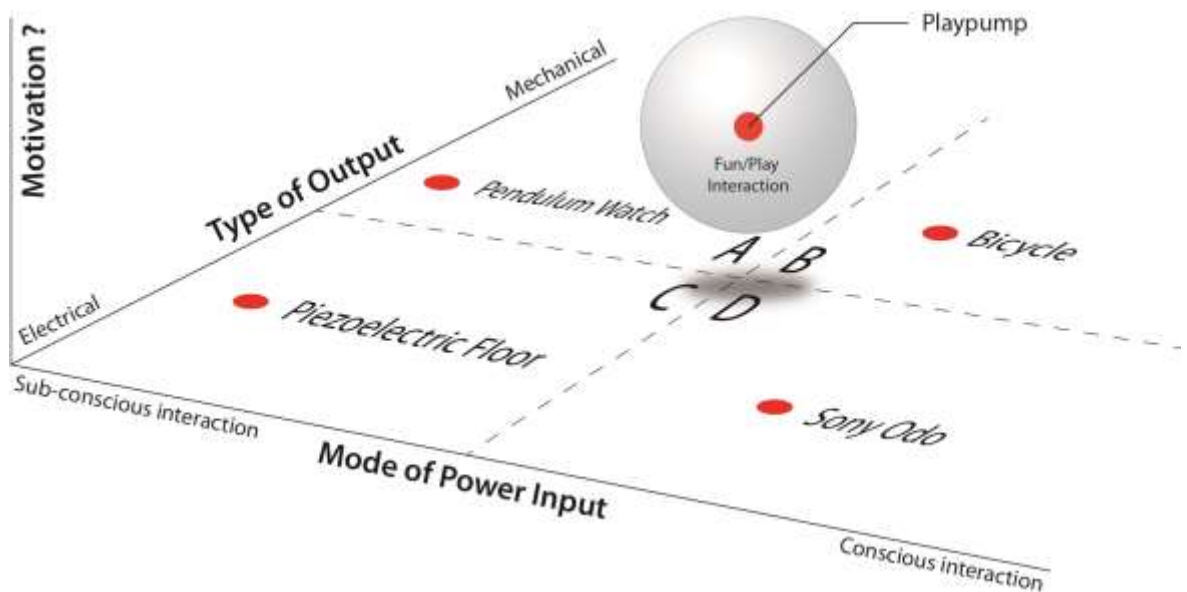 Motivation ?
Playpump
Mechanical
Type of Output
Fun/Play
Interaction
Pendulum Watch
A B
Bicycle
C D
Electrical
Piezoelectric Floor
Sub-conscious interaction
Sony Odo
Mode of Power Input
Conscious interaction